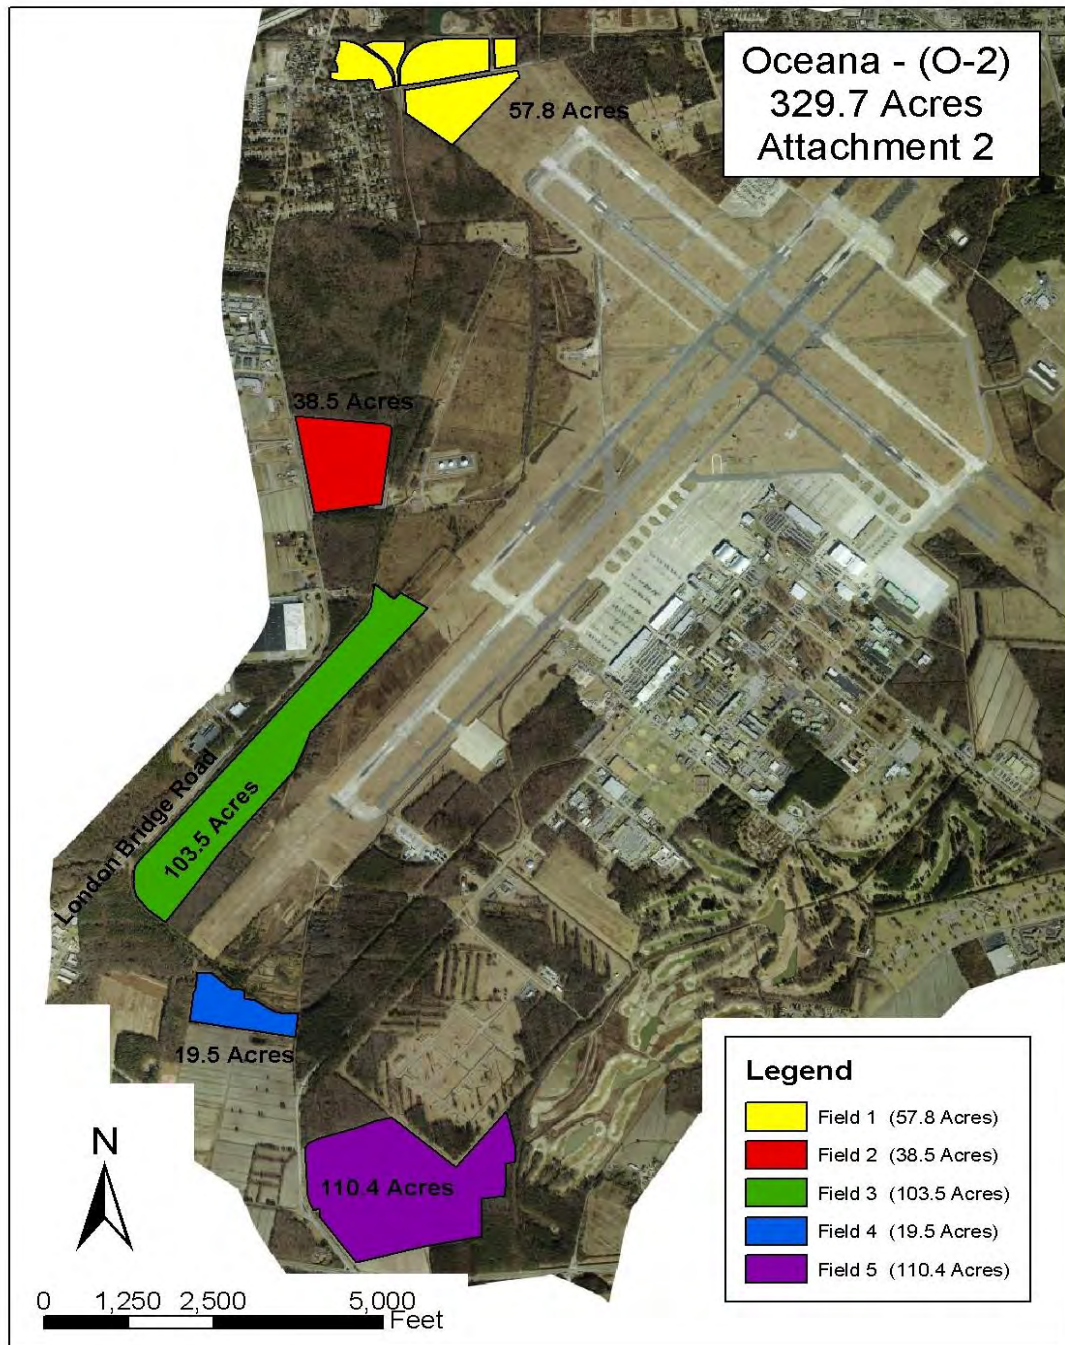 Oceana - (O-2)
329.7 Acres
Attachment 2
57.8 Acres
38.5 Acres
London Bridge Road
103.5 Acres
19.5 Acres
110.4 Acres
Legend
Field 1 (57.8 Acres)
Field 2 (38.5 Acres)
Field 3 (103.5 Acres)
Field 4 (19.5 Acres)
Field 5 (110.4 Acres)
N
0 1,250 2,500 5,000
Feet